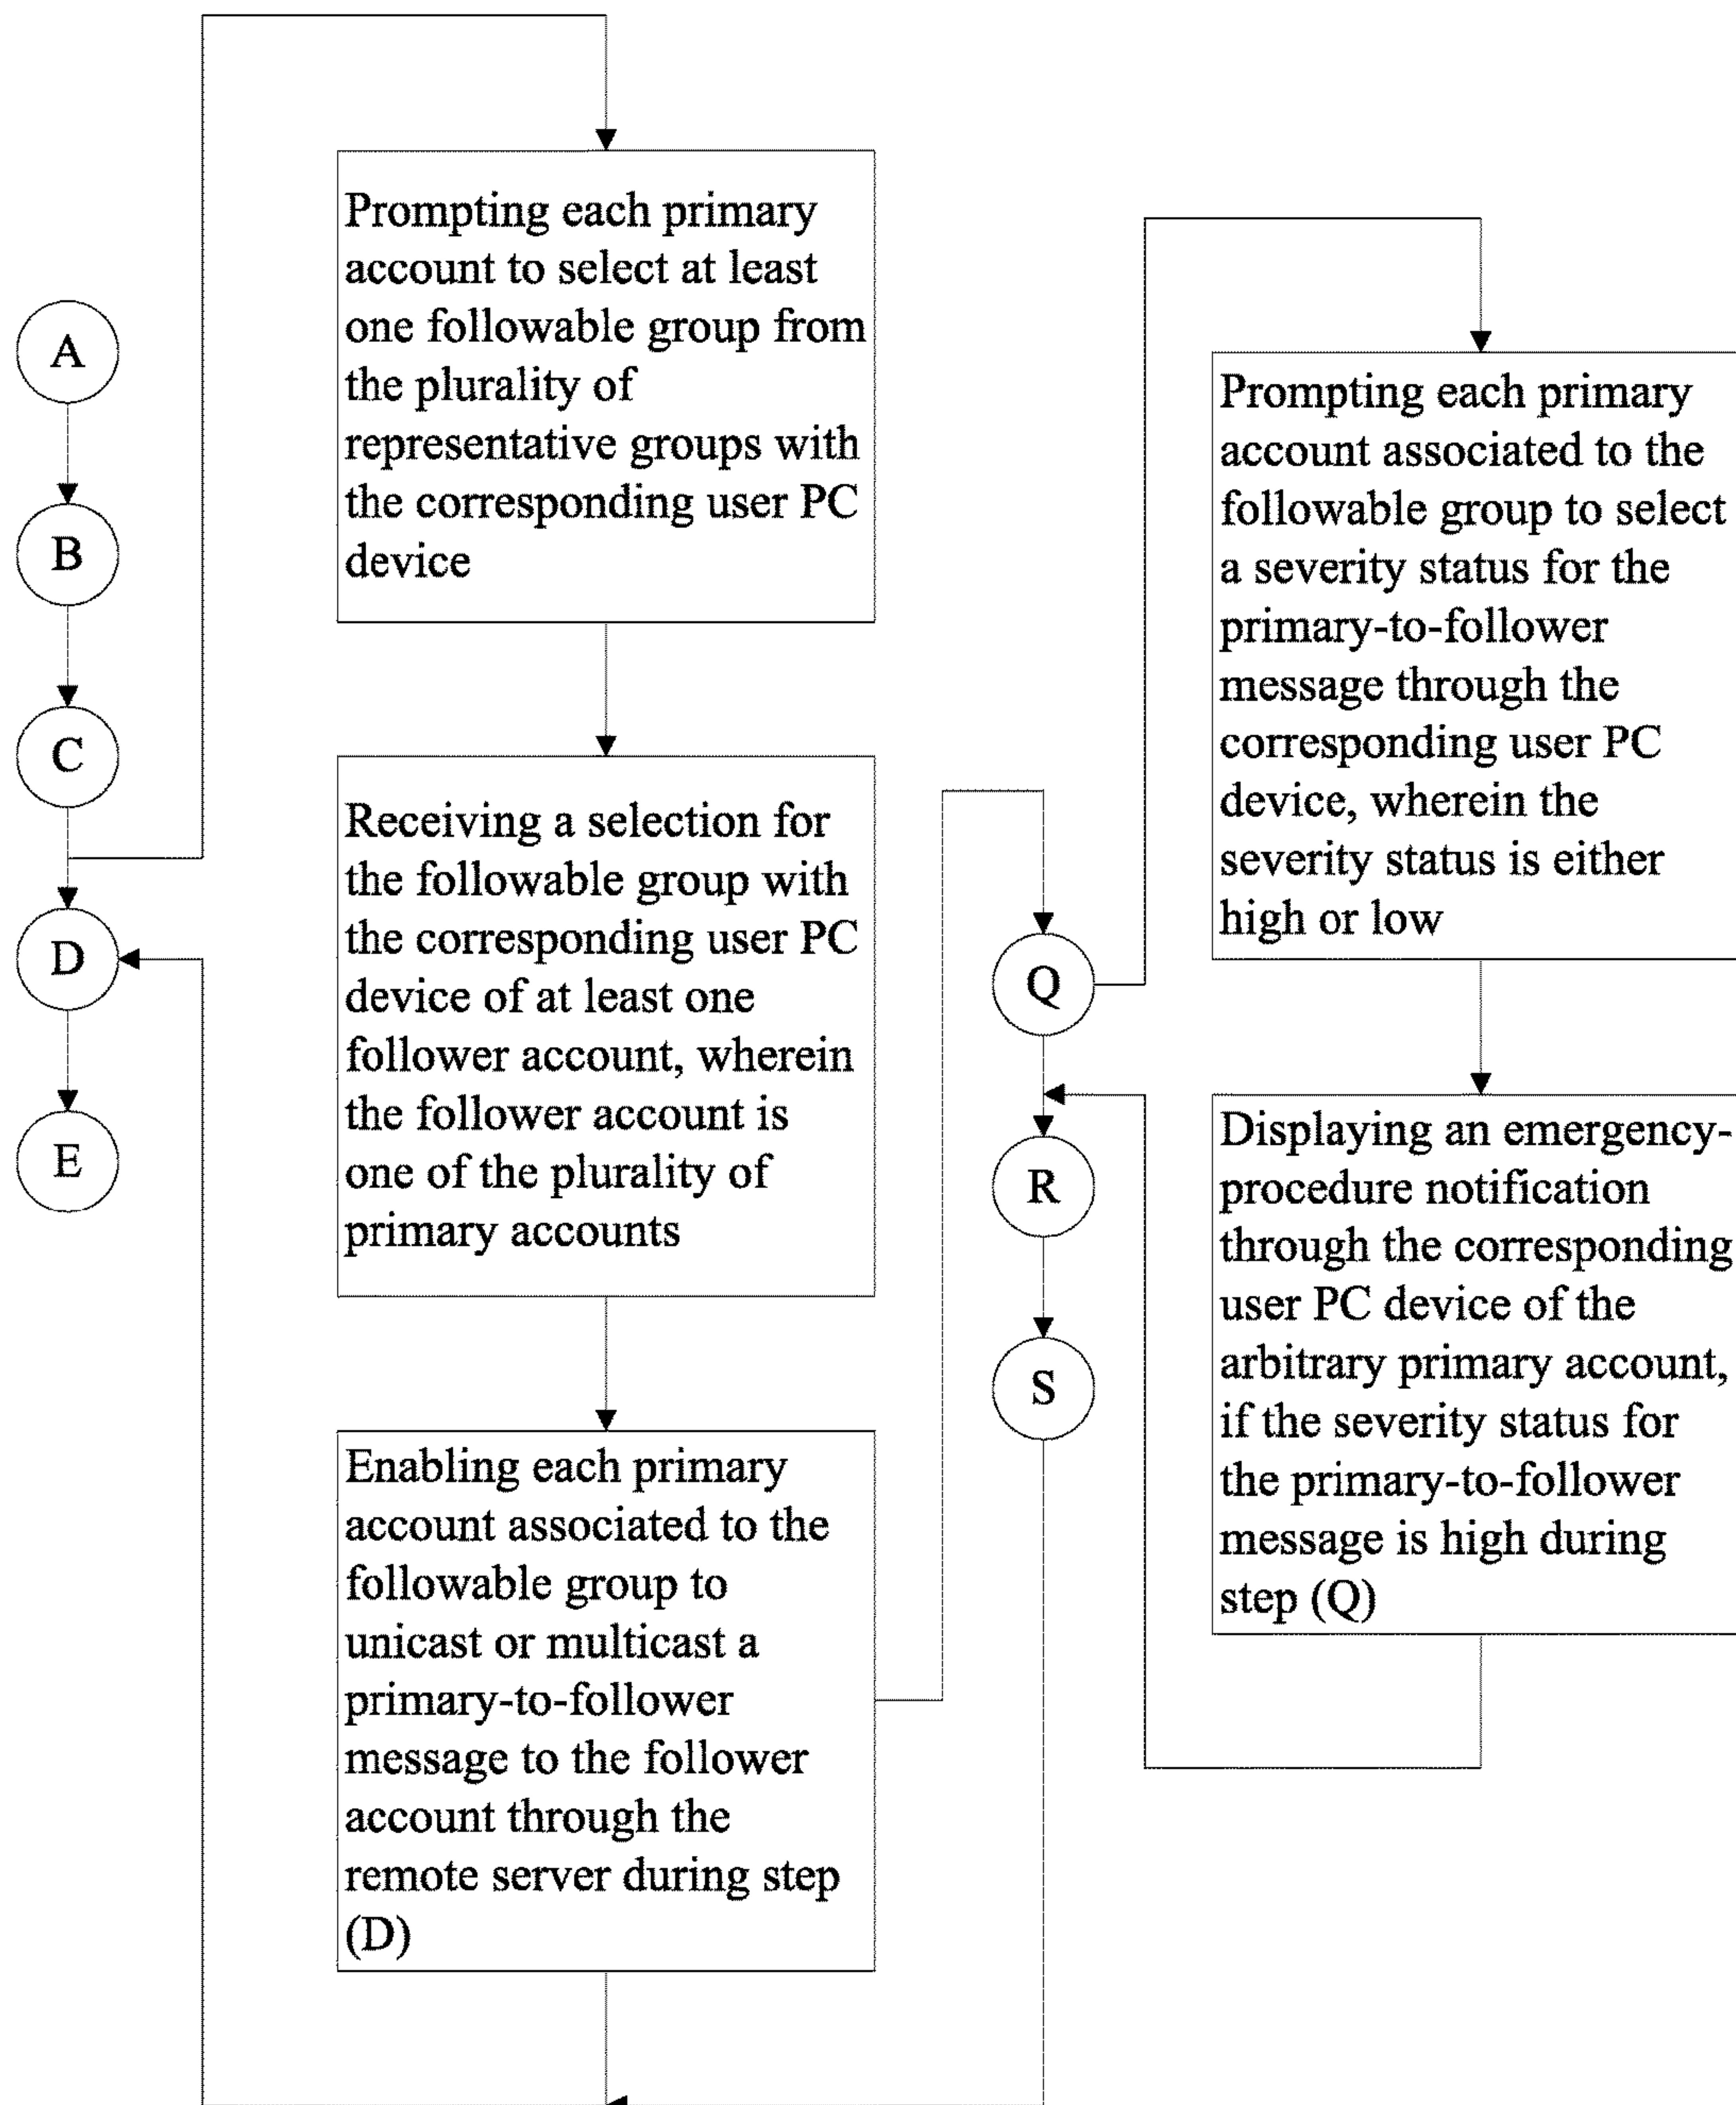 A
B
C
D
E
Prompting each primary
account to select at least
one followable group from
the plurality of
representative groups with
the corresponding user PC
device
Receiving a selection for
the followable group with
the corresponding user PC
device of at least one
follower account, wherein
the follower account is
one of the plurality of
primary accounts
Enabling each primary
account associated to the
followable group to
unicast or multicast a
primary-to-follower
message to the follower
account through the
remote server during step
(D)
Q
R
S
Prompting each primary
account associated to the
followable group to select
a severity status for the
primary-to-follower
message through the
corresponding user PC
device, wherein the
severity status is either
high or low
Displaying an emergency-
procedure notification
through the corresponding
user PC device of the
arbitrary primary account,
if the severity status for
the primary-to-follower
message is high during
step (Q)